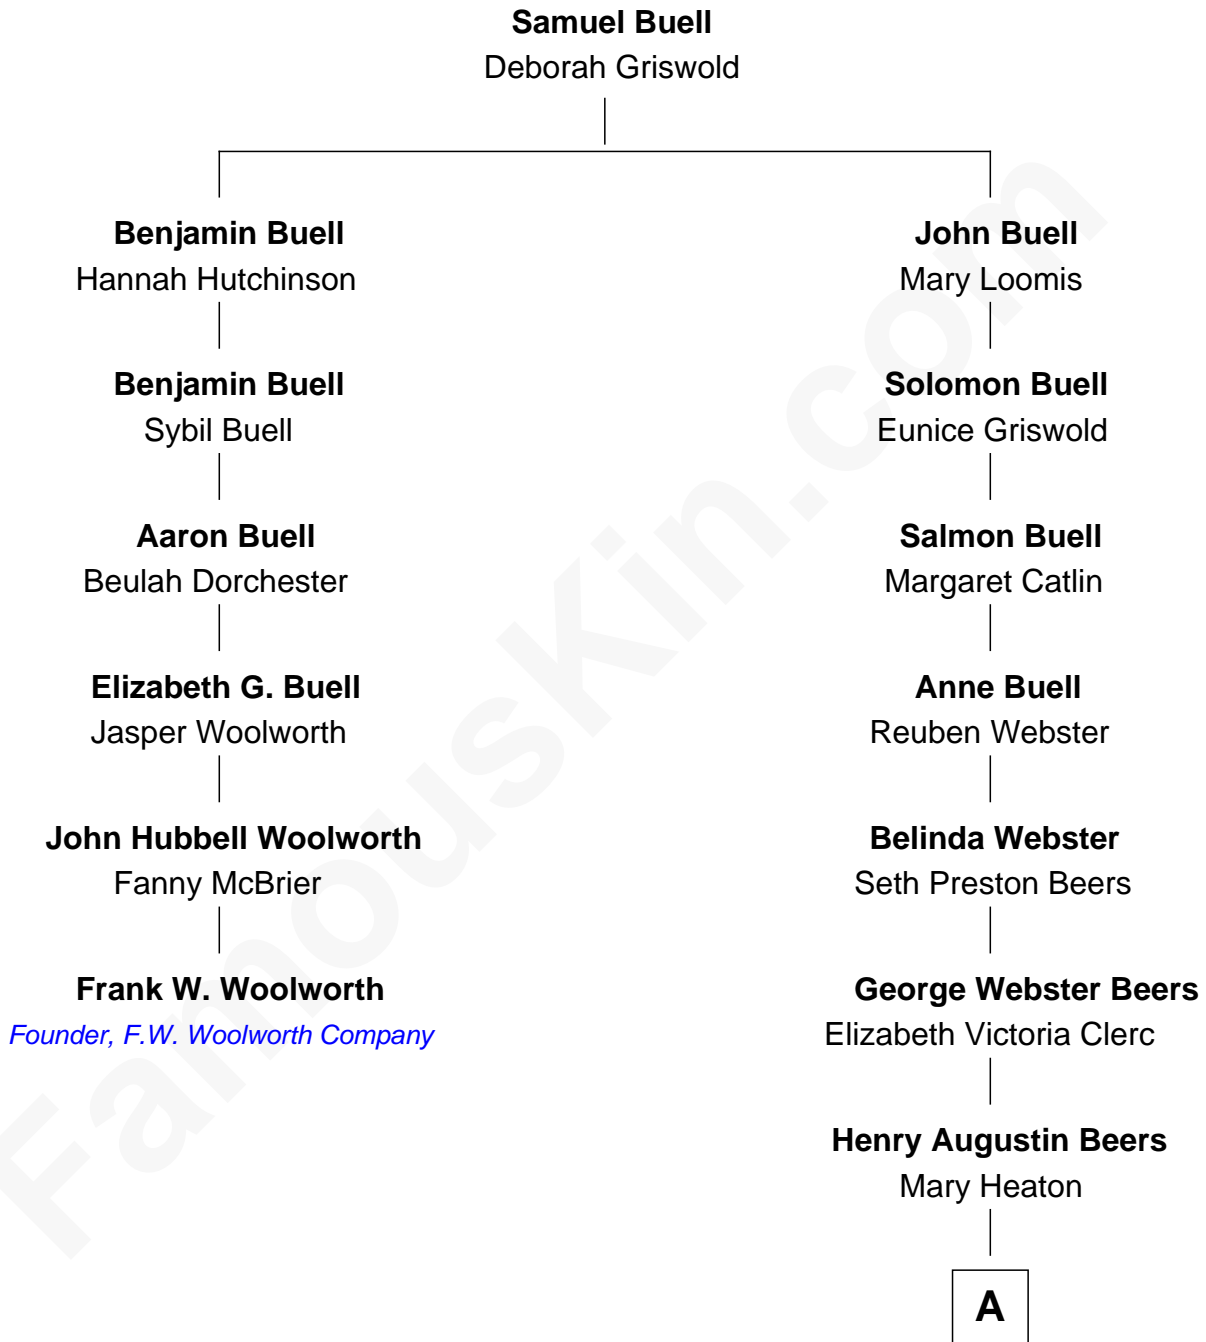 Samuel Buell
Deborah Griswold
Benjamin Buell
Hannah Hutchinson
John Buell
Mary Loomis
Benjamin Buell
Sybil Buell
Solomon Buell
Eunice Griswold
Aaron Buell
Beulah Dorchester
Salmon Buell
Margaret Catlin
Elizabeth G. Buell
Jasper Woolworth
Anne Buell
Reuben Webster
John Hubbell Woolworth
Fanny McBrier
Belinda Webster
Seth Preston Beers
Frank W. Woolworth
Founder, F.W. Woolworth Company
George Webster Beers
Elizabeth Victoria Clerc
Henry Augustin Beers
Mary Heaton
A
FamousKin.com